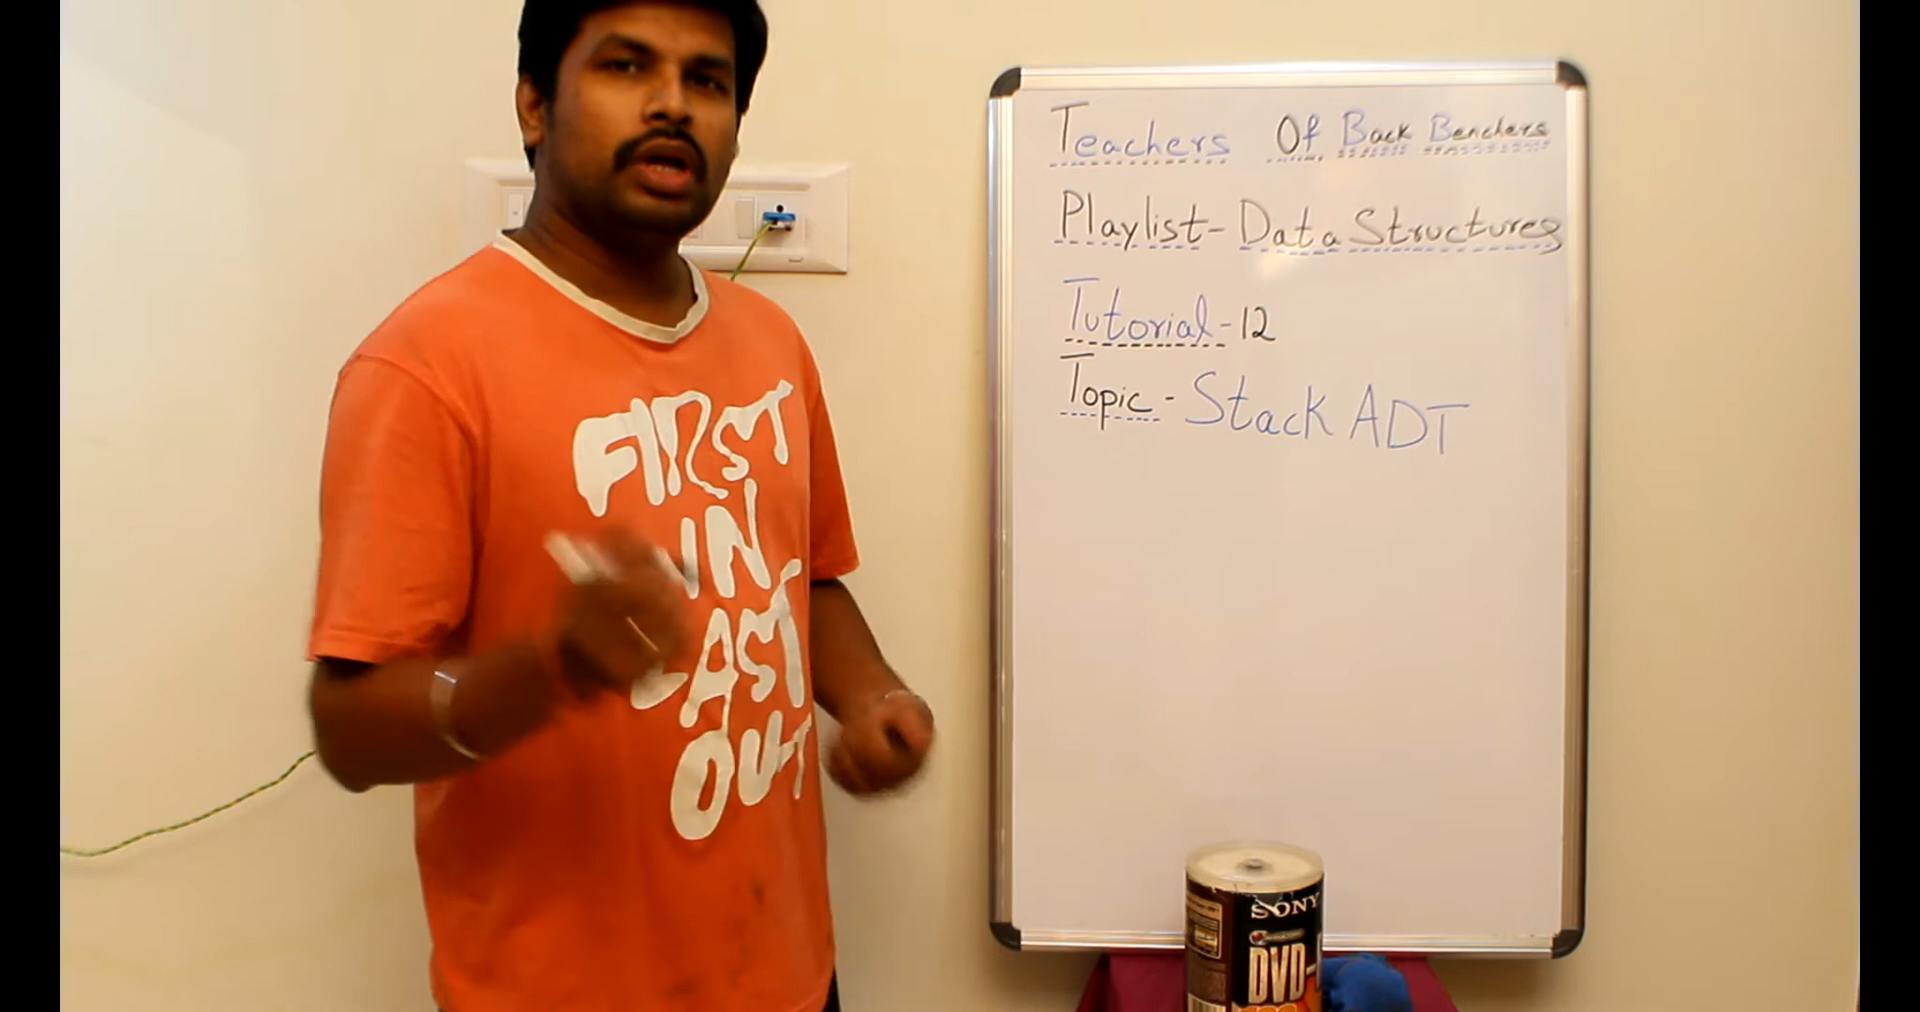 Teachers Of Back Benchers
Playlist- Data Structures
Tutorial-12
Topic- Stack ADT
FIRST
IN
LAST
OUT
SONY
DVD-